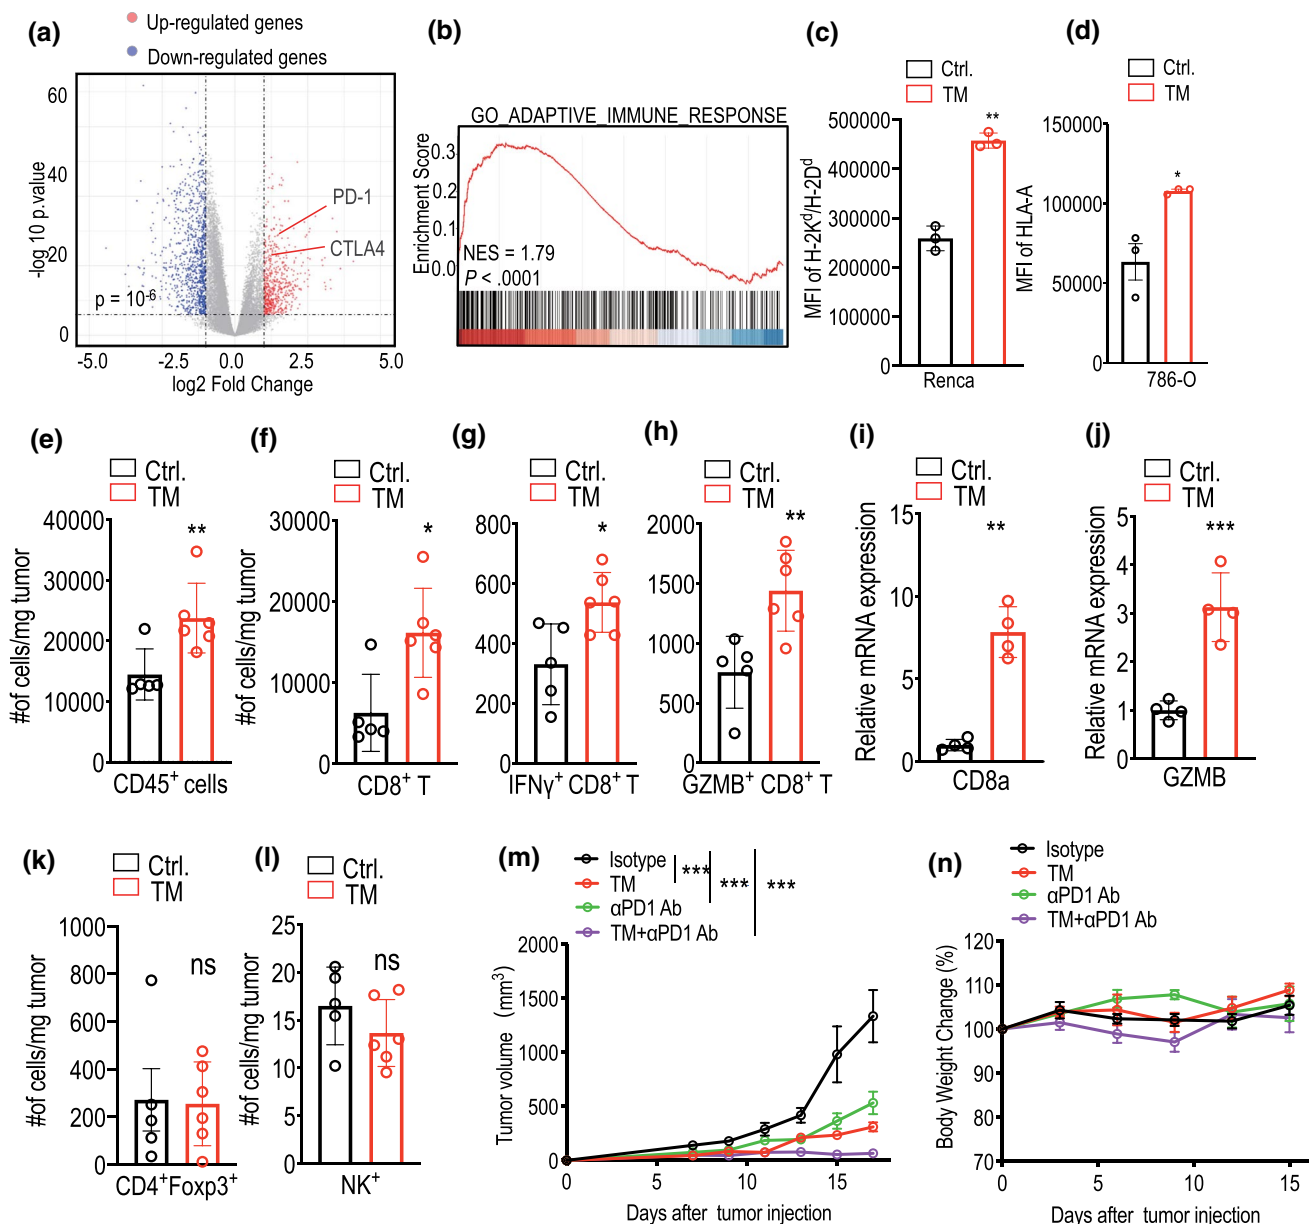 (a)
Up-regulated genes
Down-regulated genes
-log 10 p.value
60
40
20
0
PD-1
CTLA4
p = 10-6
-5.0 -2.5 0.0 2.5 5.0
log2 Fold Change
(b)
GO_ADAPTIVE_IMMUNE_RESPONSE
Enrichment Score
0.3
0.2
0.1
0.0
NES = 1.79
P < .0001
(c)
Ctrl.
TM
MFI of H-2Kd/H-2Dd
500000
400000
300000
200000
100000
0
**
Renca
(d)
Ctrl.
TM
MFI of HLA-A
150000
100000
50000
0
*
786-O
(e)
Ctrl.
TM
#of cells/mg tumor
40000
30000
20000
10000
0
**
CD45+ cells
(f)
Ctrl.
TM
#of cells/mg tumor
30000
20000
10000
0
*
CD8+ T
(g)
Ctrl.
TM
800
600
400
200
0
*
IFNγ+ CD8+ T
(h)
Ctrl.
TM
2000
1500
1000
500
0
**
GZMB+ CD8+ T
(i)
Ctrl.
TM
Relative mRNA expression
15
10
5
0
**
CD8a
(j)
Ctrl.
TM
Relative mRNA expression
5
4
3
2
1
0
***
GZMB
(k)
Ctrl.
TM
#of cells/mg tumor
1000
800
600
400
200
0
ns
CD4+Foxp3+
(l)
Ctrl.
TM
#of cells/mg tumor
25
20
15
10
5
0
ns
NK+
(m)
Isotype
TM
αPD1 Ab
TM+αPD1 Ab
***
***
***
Tumor volume (mm3)
2000
1500
1000
500
0
0 5 10 15
Days after tumor injection
(n)
Isotype
TM
αPD1 Ab
TM+αPD1 Ab
Body Weight Change (%)
120
110
100
90
80
70
0 5 10 15
Days after tumor injection